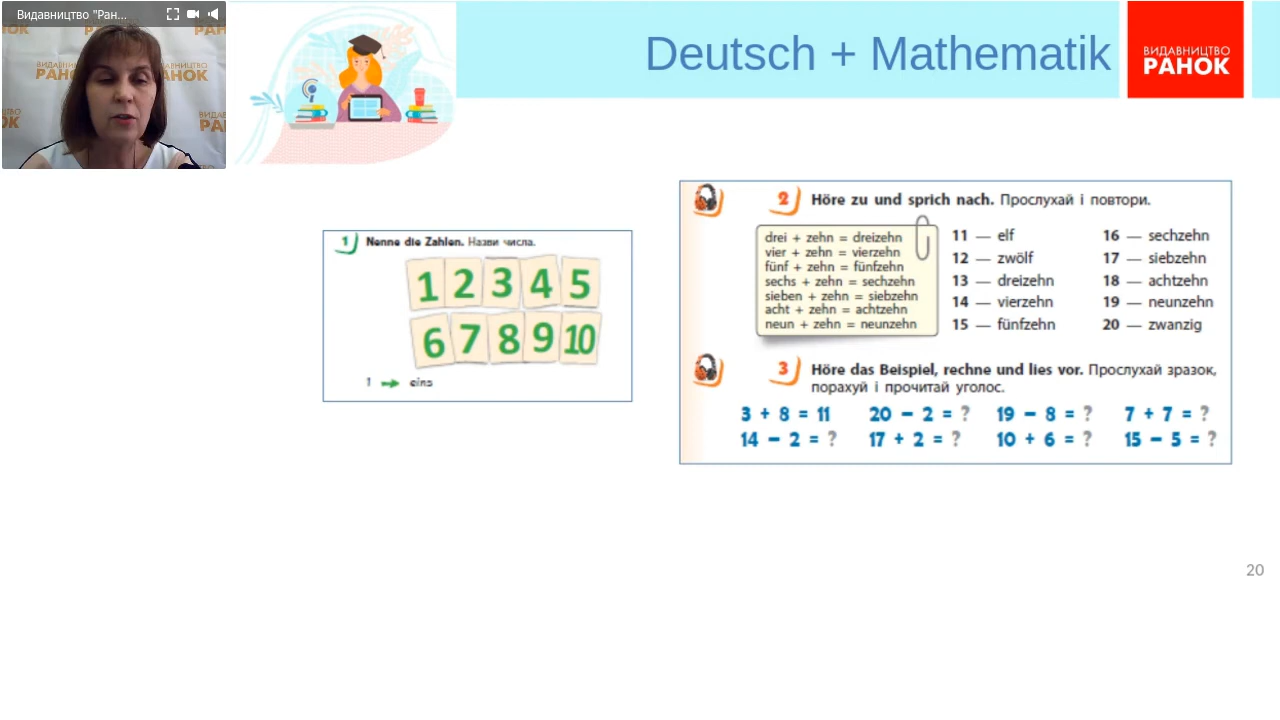 Видавництво "Ран...
Deutsch + Mathematik
ВИДАВНИЦТВО
РАНОК
1 Nenne die Zahlen. Назви числа.
1 2 3 4 5
6 7 8 9 10
1 eins
2 Höre zu und sprich nach. Прослухай і повтори.
drei + zehn = dreizehn
vier + zehn = vierzehn
fünf + zehn = fünfzehn
sechs + zehn = sechzehn
sieben + zehn = siebzehn
acht + zehn = achtzehn
neun + zehn = neunzehn
11 — elf
12 — zwölf
13 — dreizehn
14 — vierzehn
15 — fünfzehn
16 — sechzehn
17 — siebzehn
18 — achtzehn
19 — neunzehn
20 — zwanzig
3 Höre das Beispiel, rechne und lies vor. Прослухай зразок,
порахуй і прочитай уголос.
3 + 8 = 11 20 – 2 = ? 19 – 8 = ? 7 + 7 = ?
14 – 2 = ? 17 + 2 = ? 10 + 6 = ? 15 – 5 = ?
20